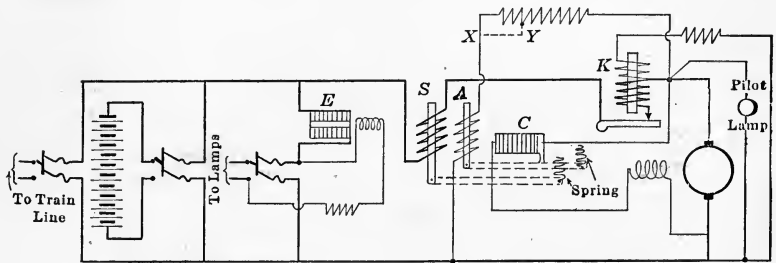 X
Y
S
A
K
E
C
Pilot
Lamp
To Lamps
Spring
To Train
Line